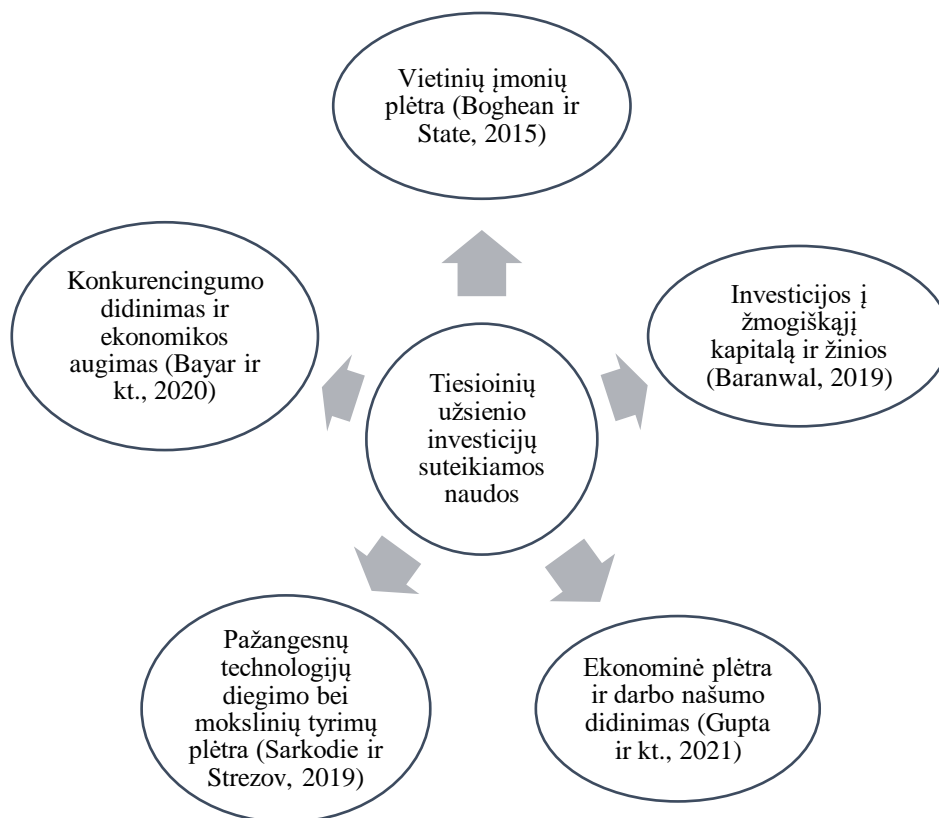 Vietinių įmonių
plėtra (Boghean ir
State, 2015)
Konkurencingumo
didinimas ir
ekonomikos
augimas (Bayar ir
kt., 2020)
Investicijos į
žmogiškąjį
kapitalą ir žinios
(Baranwal, 2019)
Tiesioinių
užsienio
investicijų
suteikiamos
naudos
Pažangesnų
technologijų
diegimo bei
mokslinių tyrimų
plėtra (Sarkodie ir
Strezov, 2019)
Ekonominė plėtra
ir darbo našumo
didinimas (Gupta
ir kt., 2021)